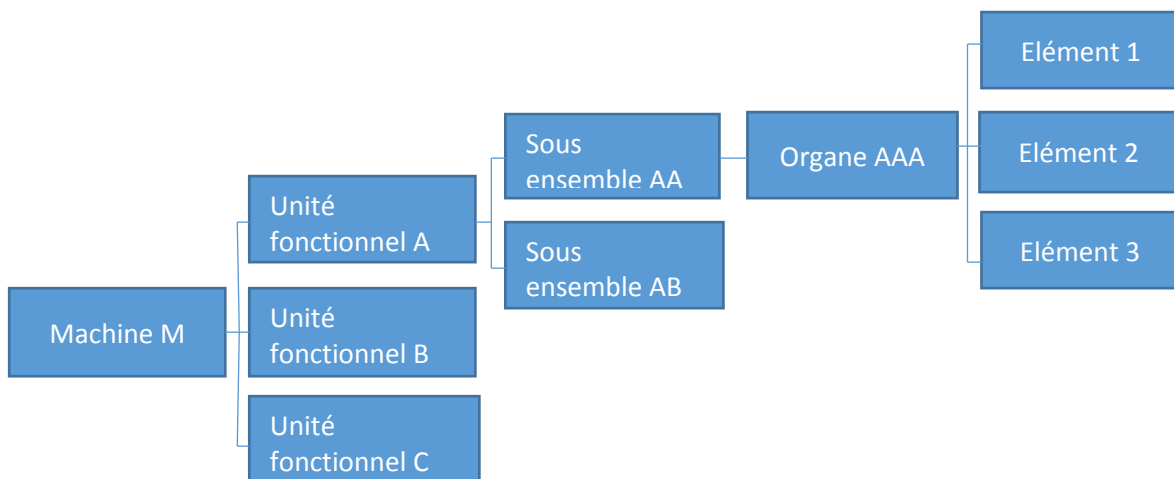 Machine M
Unité
fonctionnel A
Unité
fonctionnel B
Unité
fonctionnel C
Sous
ensemble AA
Sous
ensemble AB
Organe AAA
Elément 1
Elément 2
Elément 3